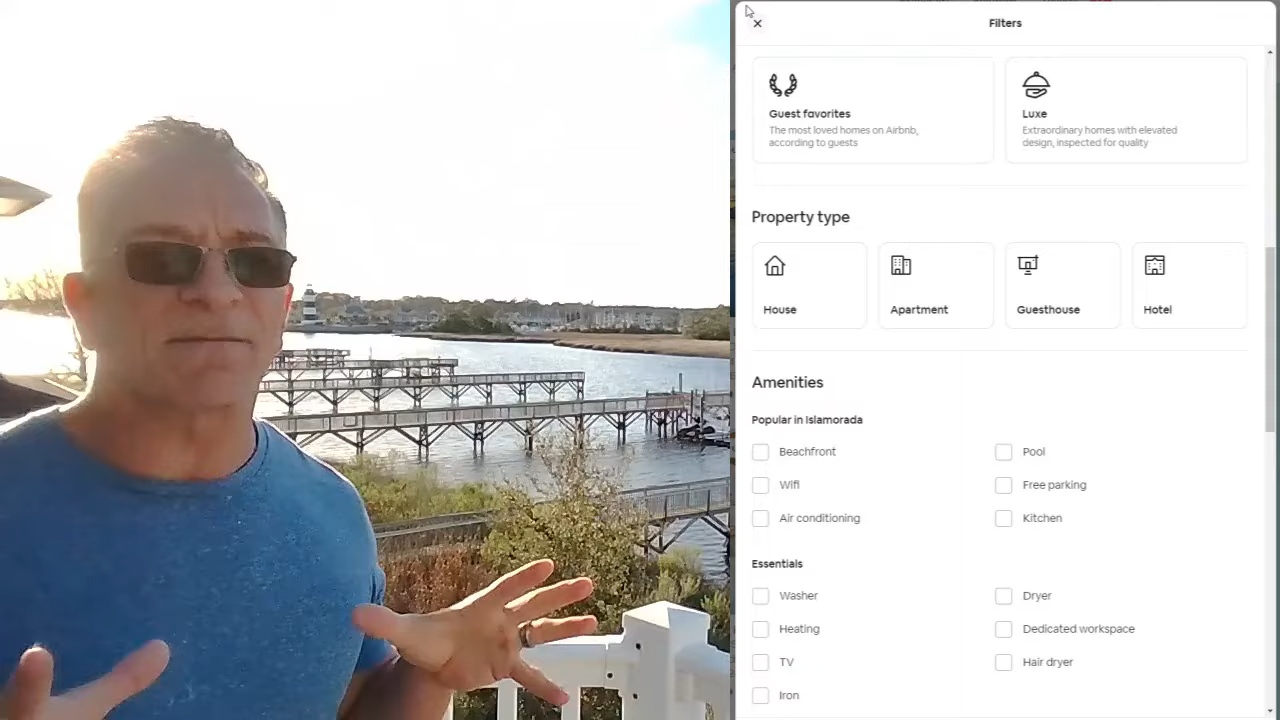 Filters
Guest favorites
The most loved homes on Airbnb,
according to guests
Luxe
Extraordinary homes with elevated
design, inspected for quality
Property type
House
Apartment
Guesthouse
Hotel
Amenities
Popular in Islamorada
Beachfront
Pool
Wifi
Free parking
Air conditioning
Kitchen
Essentials
Washer
Dryer
Heating
Dedicated workspace
TV
Hair dryer
Iron